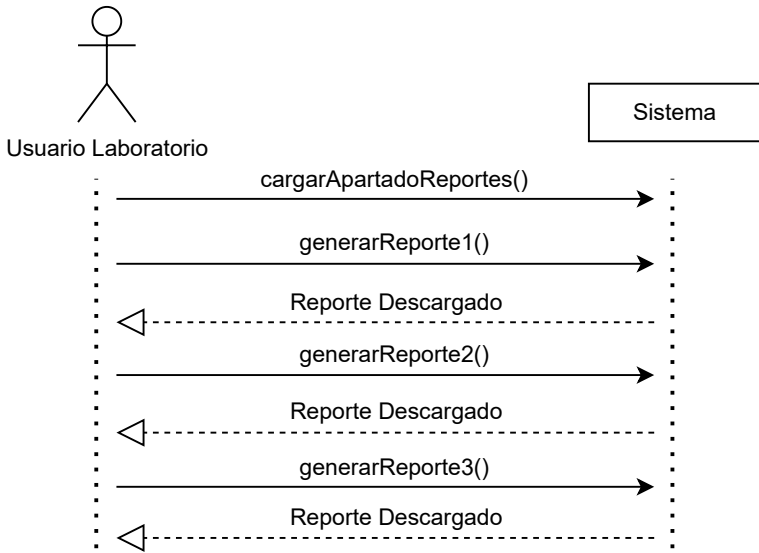 Usuario Laboratorio
Sistema
cargarApartadoReportes()
generarReporte1()
Reporte Descargado
generarReporte2()
Reporte Descargado
generarReporte3()
Reporte Descargado